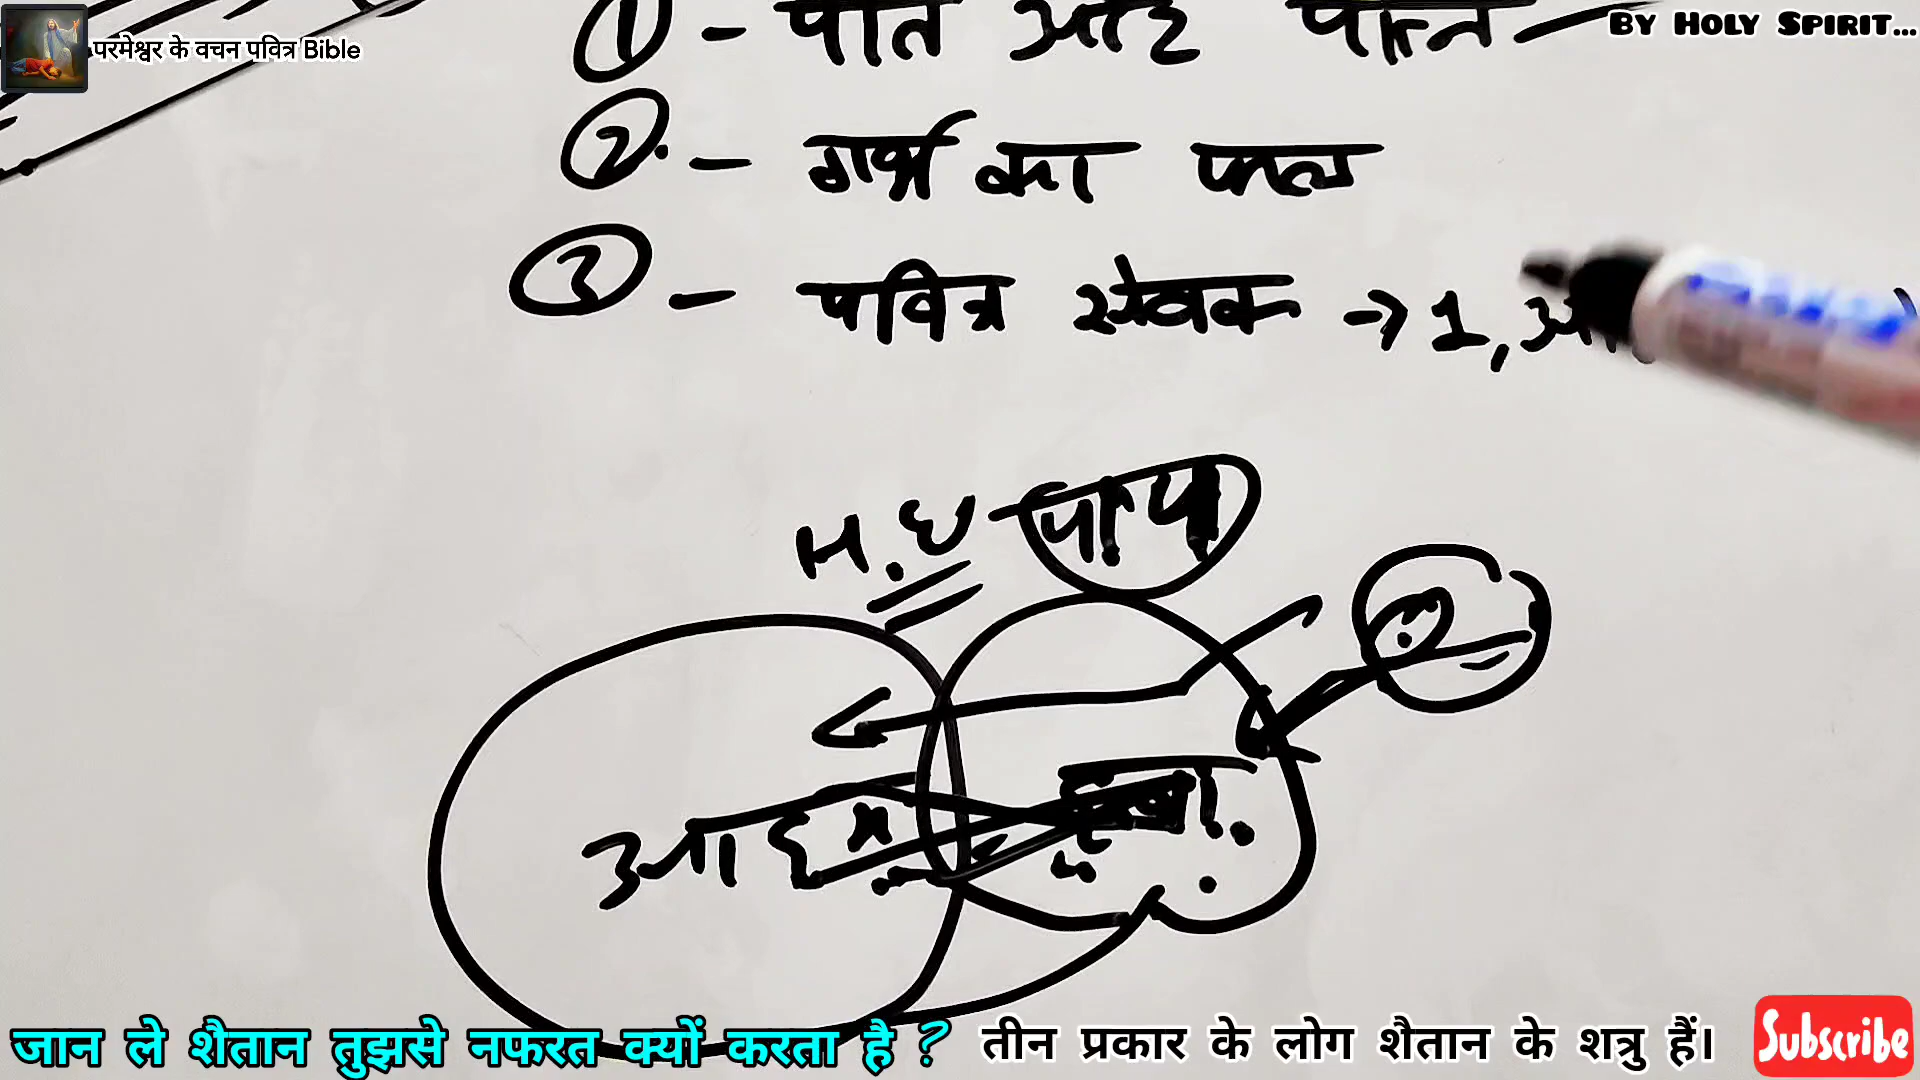 परमेश्वर के वचन पवित्र Bible
By Holy Spirit...
① - पति और पत्नि
② - गर्भ का फल
③ - पवित्र सेवक → 1,
पाप
आदम
हव्वा
जान ले शैतान तुझसे नफरत क्यों करता है ? तीन प्रकार के लोग शैतान के शत्रु हैं।
Subscribe